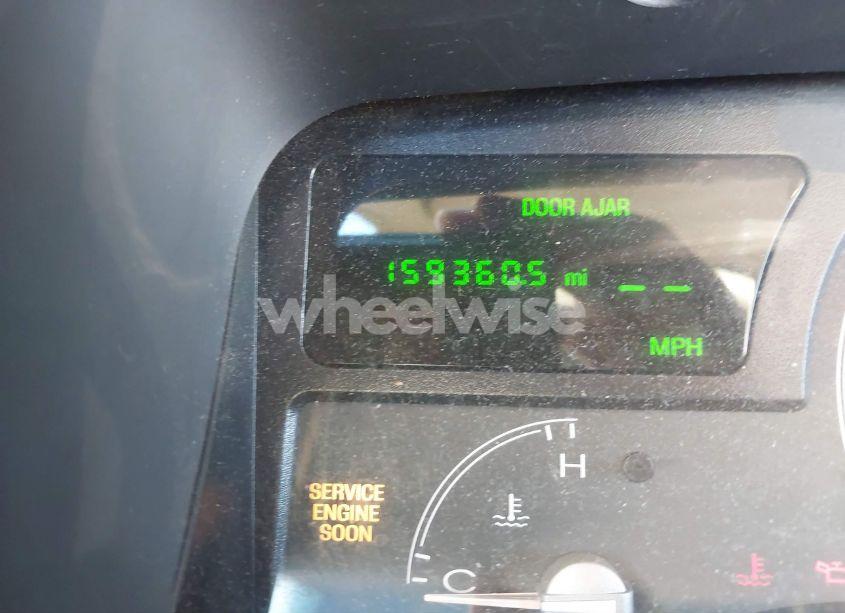 DOOR AJAR
159360.5 mi – –
wheelwise
MPH
H
SERVICE
ENGINE
SOON
C